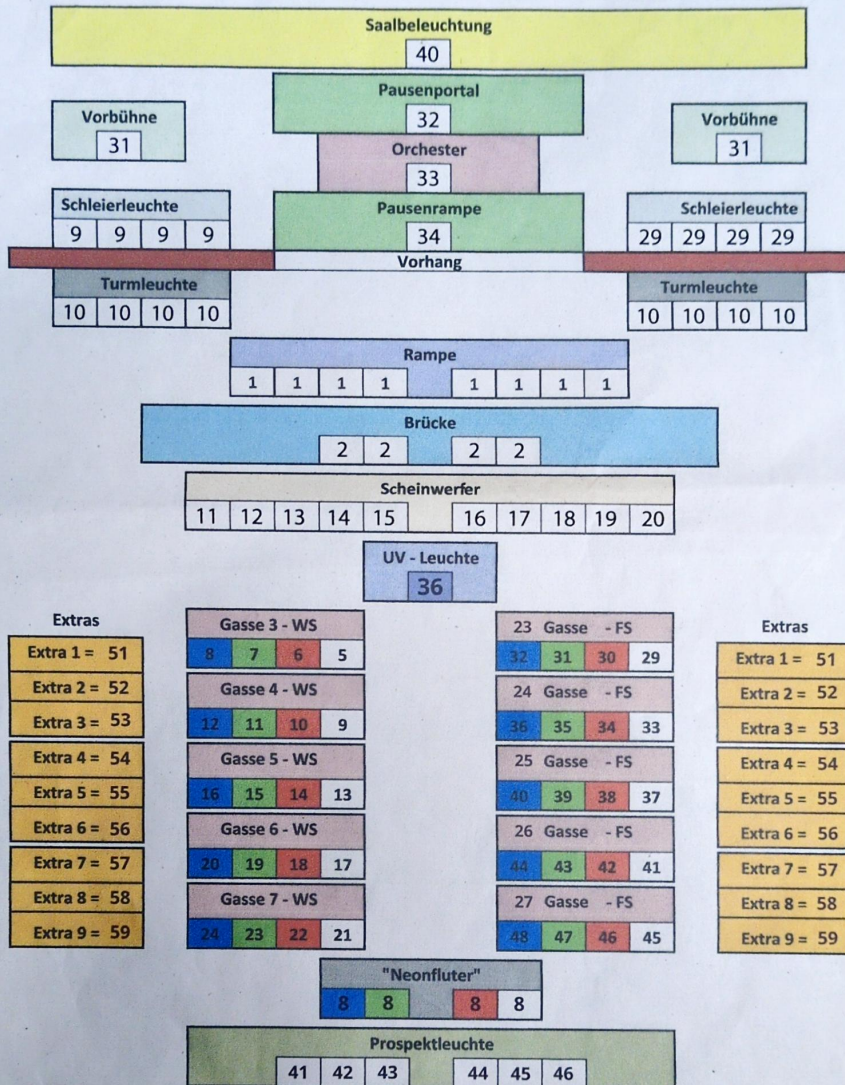 Saalbeleuchtung
40
Pausenportal
32
Vorbühne
31
Vorbühne
31
Orchester
33
Schleierleuchte
9 9 9 9
Pausenrampe
34
Schleierleuchte
29 29 29 29
Vorhang
Turmleuchte
10 10 10 10
Turmleuchte
10 10 10 10
Rampe
1 1 1 1 1 1 1 1
Brücke
2 2 2 2
Scheinwerfer
11 12 13 14 15 16 17 18 19 20
UV - Leuchte
36
Extras
Extra 1 = 51
Extra 2 = 52
Extra 3 = 53
Extra 4 = 54
Extra 5 = 55
Extra 6 = 56
Extra 7 = 57
Extra 8 = 58
Extra 9 = 59
Gasse 3 - WS
8 7 6 5
Gasse 4 - WS
12 11 10 9
Gasse 5 - WS
16 15 14 13
Gasse 6 - WS
20 19 18 17
Gasse 7 - WS
24 23 22 21
23 Gasse - FS
32 31 30 29
24 Gasse - FS
36 35 34 33
25 Gasse - FS
40 39 38 37
26 Gasse - FS
44 43 42 41
27 Gasse - FS
48 47 46 45
Extras
Extra 1 = 51
Extra 2 = 52
Extra 3 = 53
Extra 4 = 54
Extra 5 = 55
Extra 6 = 56
Extra 7 = 57
Extra 8 = 58
Extra 9 = 59
"Neonfluter"
8 8 8 8
Prospektleuchte
41 42 43 44 45 46